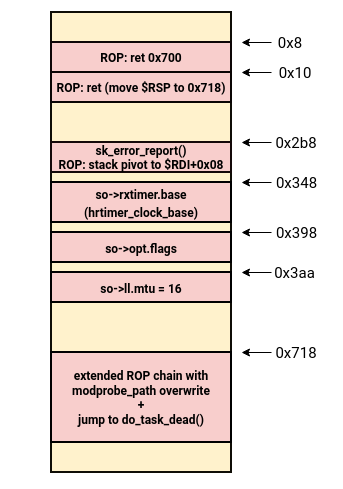 0x8
ROP: ret 0x700
0x10
ROP: ret (move $RSP to 0x718)
0x2b8
sk_error_report()
ROP: stack pivot to $RDI+0x08
0x348
so->rxtimer.base
(hrtimer_clock_base)
0x398
so->opt.flags
0x3aa
so->ll.mtu = 16
0x718
extended ROP chain with
modprobe_path overwrite
+
jump to do_task_dead()